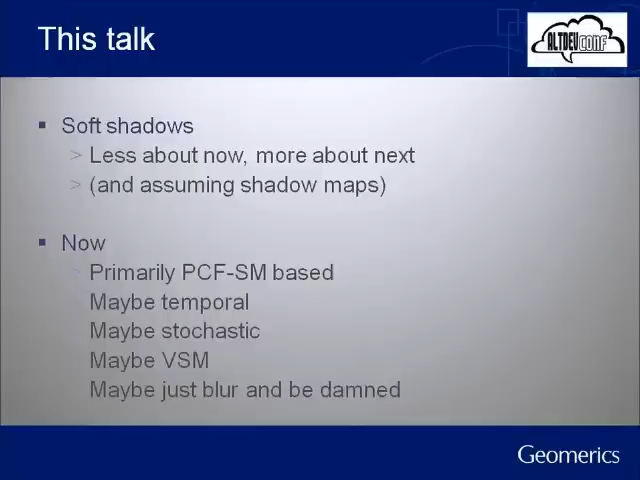 This talk
ALTDEVCONF
Soft shadows
> Less about now, more about next
> (and assuming shadow maps)
Now
> Primarily PCF-SM based
Maybe temporal
Maybe stochastic
Maybe VSM
Maybe just blur and be damned
Geomerics